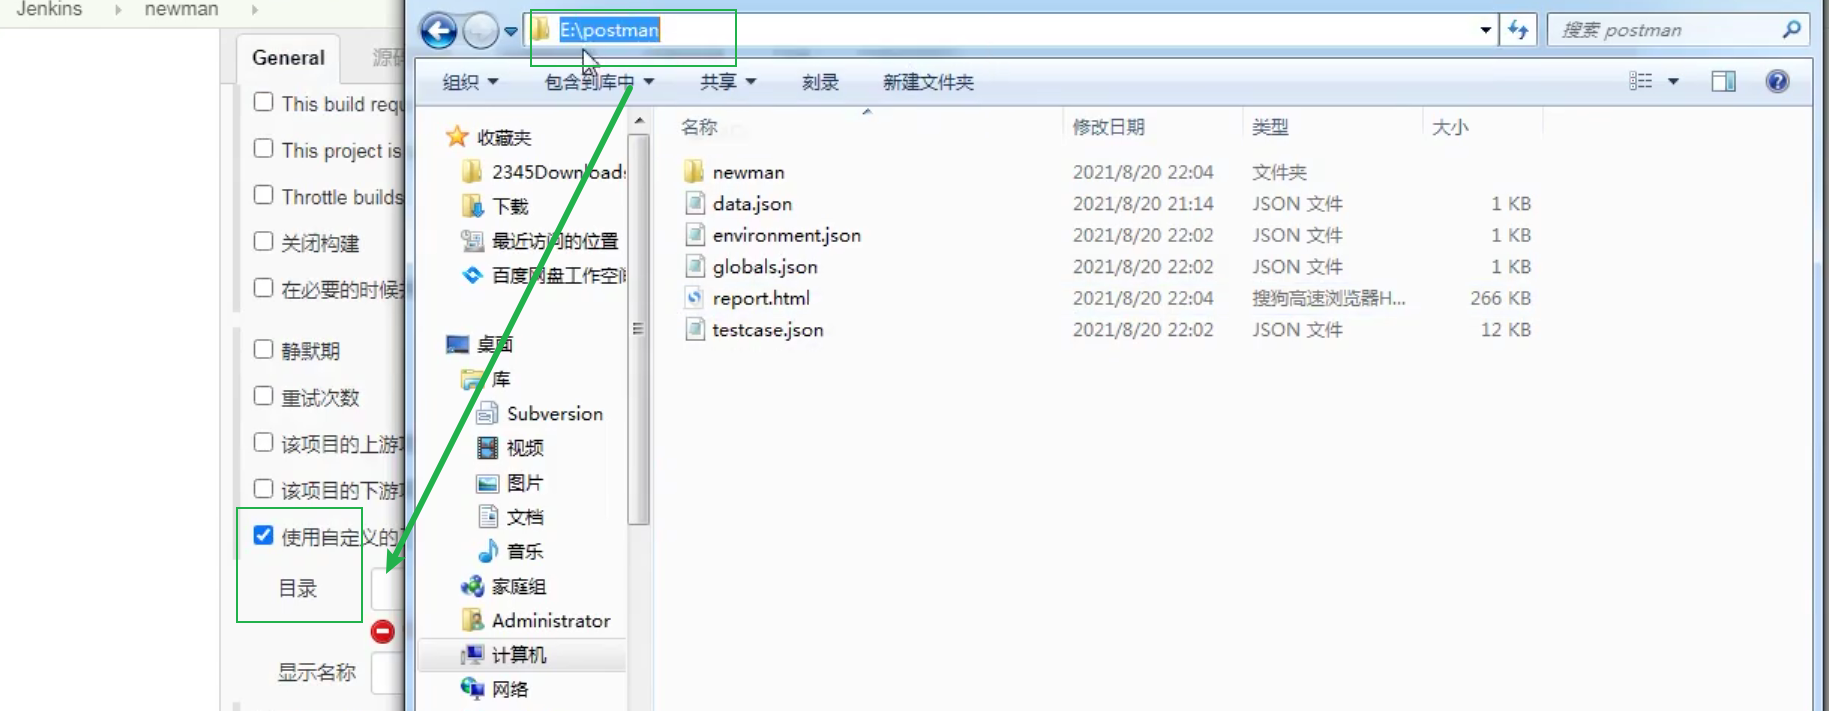 Jenkins
newman
General
源码
This build requ
This project is
Throttle builds
关闭构建
在必要的时候
静默期
重试次数
该项目的上游
该项目的下游
使用自定义的
目录
显示名称
E:\postman
搜索 postman
组织
包含到库中
共享
刻录
新建文件夹
收藏夹
2345Downloads
下载
最近访问的位置
百度网盘工作空间
桌面
库
Subversion
视频
图片
文档
音乐
家庭组
Administrator
计算机
网络
名称 修改日期 类型 大小
newman 2021/8/20 22:04 文件夹
data.json 2021/8/20 21:14 JSON 文件 1 KB
environment.json 2021/8/20 22:02 JSON 文件 1 KB
globals.json 2021/8/20 22:02 JSON 文件 1 KB
report.html 2021/8/20 22:04 搜狗高速浏览器H... 266 KB
testcase.json 2021/8/20 22:02 JSON 文件 12 KB